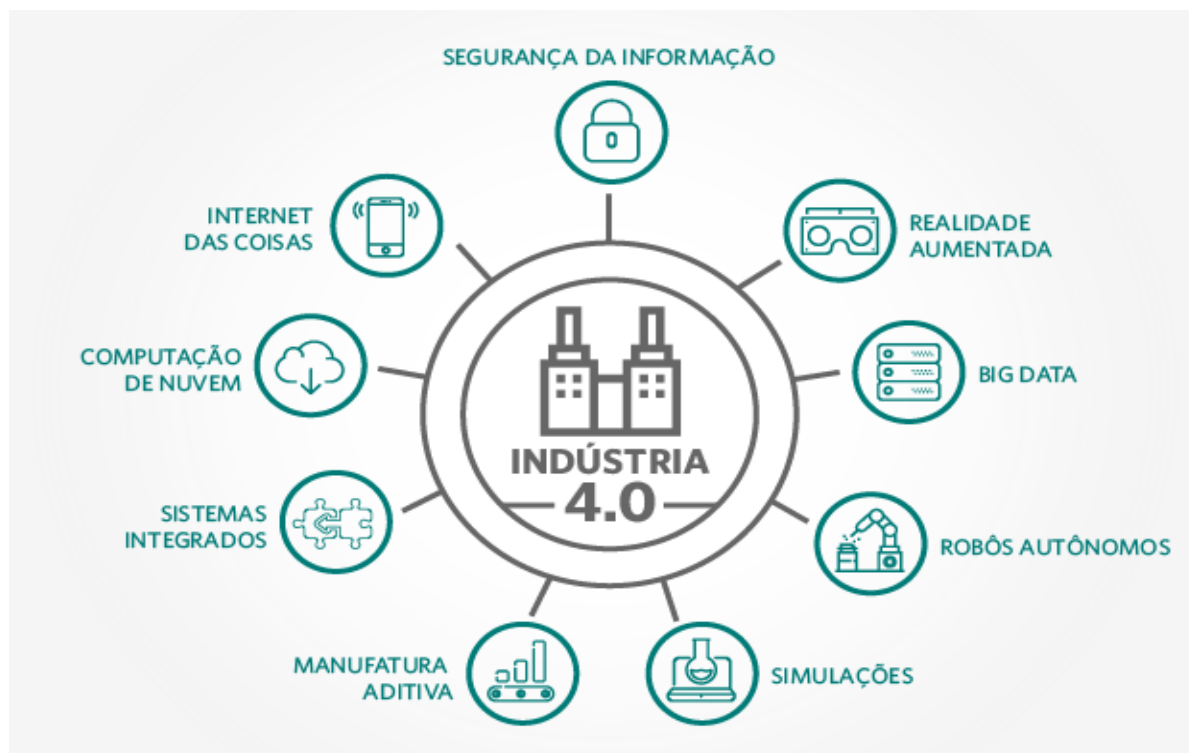 SEGURANÇA DA INFORMAÇÃO
INTERNET
DAS COISAS
REALIDADE
AUMENTADA
COMPUTAÇÃO
DE NUVEM
BIG DATA
INDÚSTRIA
4.0
SISTEMAS
INTEGRADOS
ROBÔS AUTÔNOMOS
MANUFATURA
ADITIVA
SIMULAÇÕES